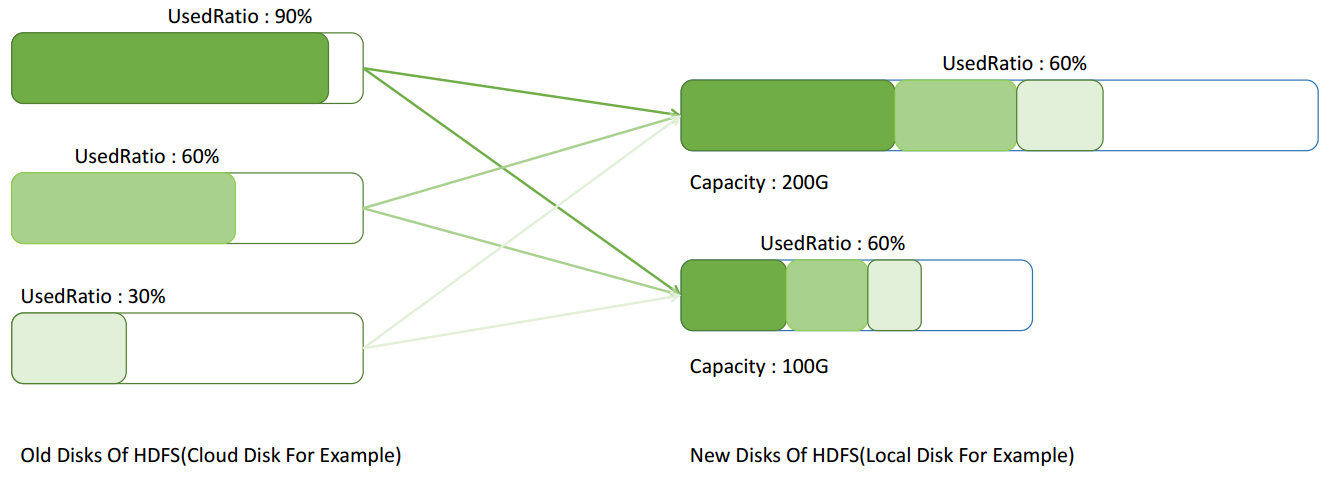 UsedRatio : 90%
UsedRatio : 60%
UsedRatio : 30%
Old Disks Of HDFS(Cloud Disk For Example)
UsedRatio : 60%
Capacity : 200G
UsedRatio : 60%
Capacity : 100G
New Disks Of HDFS(Local Disk For Example)